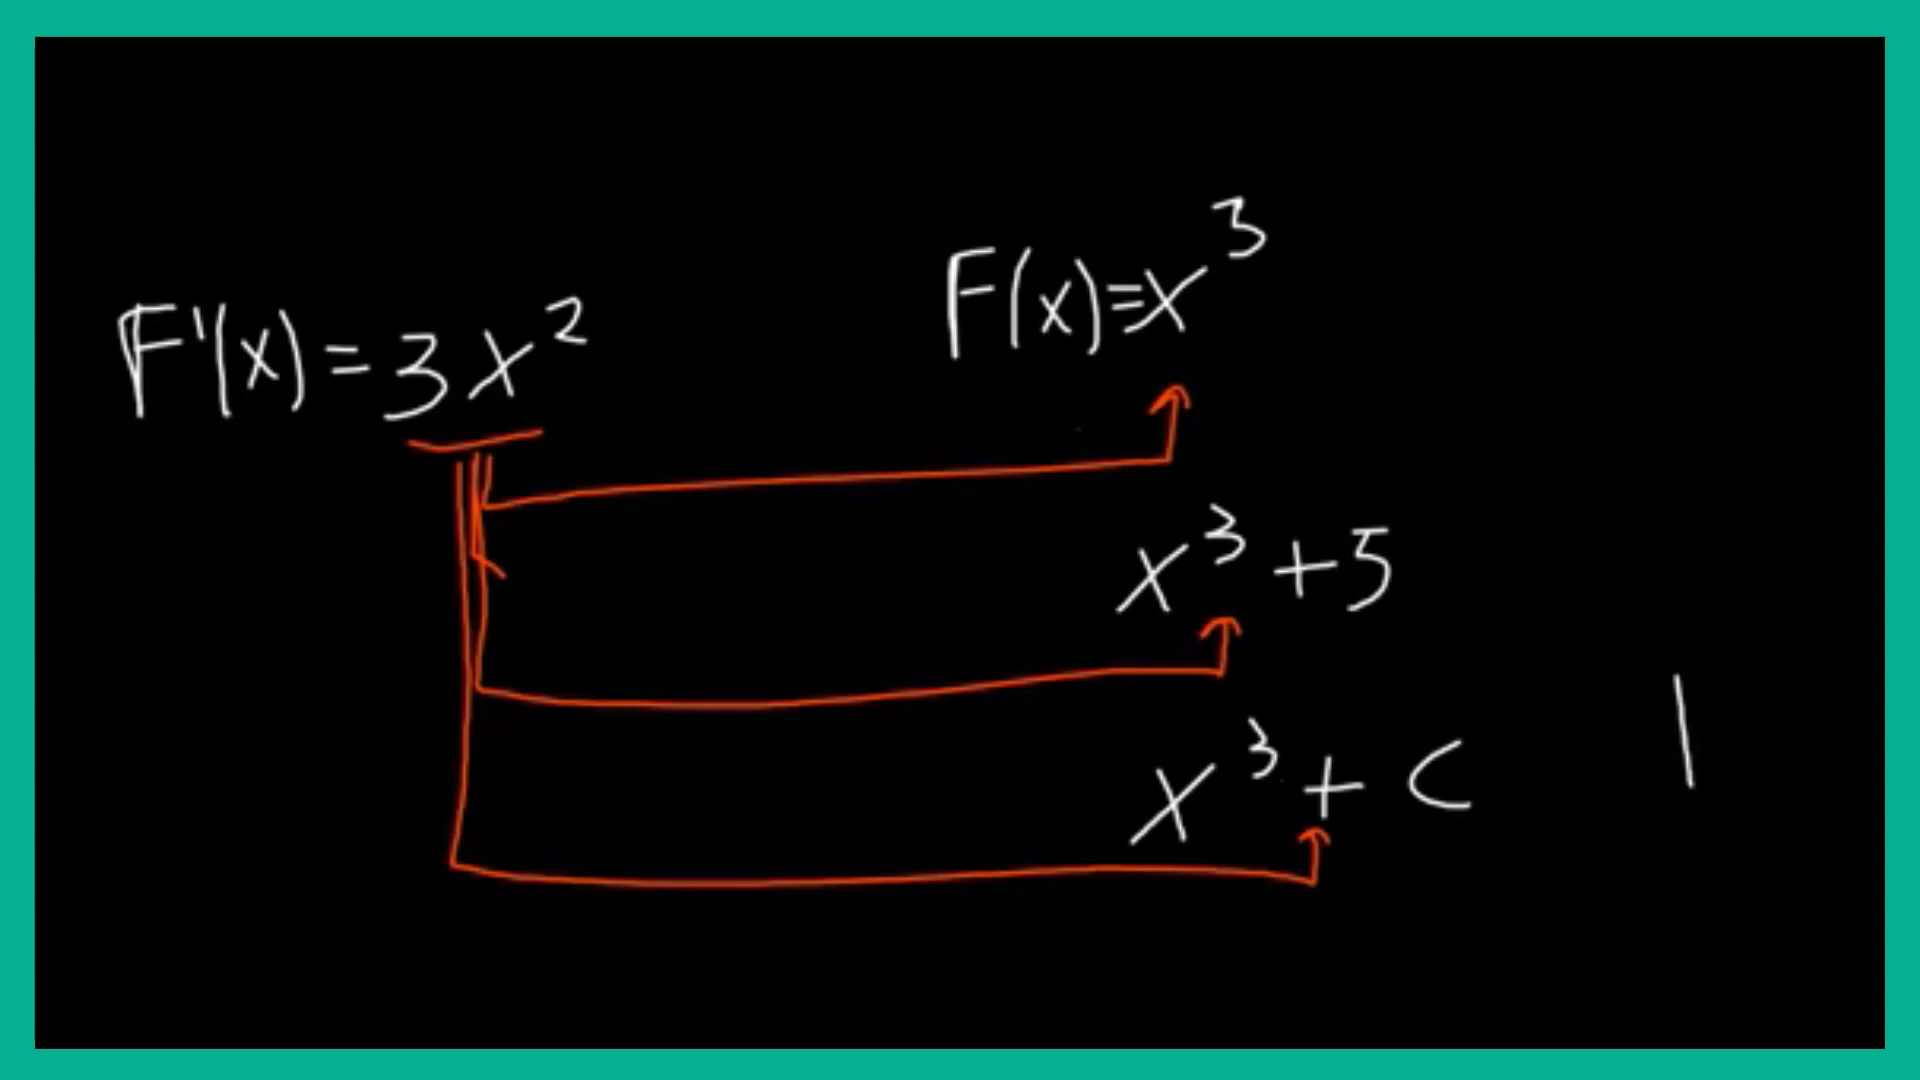 F'(x) = 3x²
F(x) = x³
x³ + 5
x³ + C